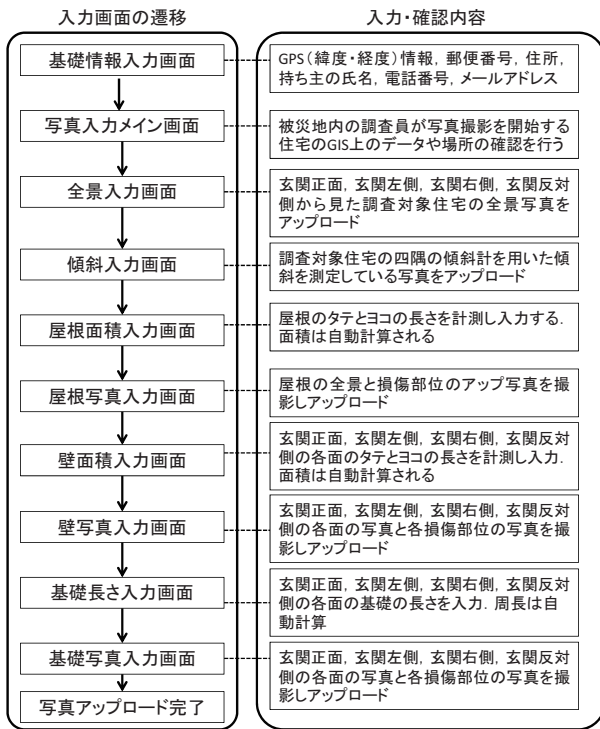 入力画面の遷移
入力・確認内容
基礎情報入力画面
GPS(緯度・経度)情報, 郵便番号, 住所,
持ち主の氏名, 電話番号, メールアドレス
写真入力メイン画面
被災地内の調査員が写真撮影を開始する
住宅のGIS上のデータや場所の確認を行う
全景入力画面
玄関正面, 玄関左側, 玄関右側, 玄関反対
側から見た調査対象住宅の全景写真を
アップロード
傾斜入力画面
調査対象住宅の四隅の傾斜計を用いた傾
斜を測定している写真をアップロード
屋根面積入力画面
屋根のタテとヨコの長さを計測し入力する.
面積は自動計算される
屋根写真入力画面
屋根の全景と損傷部位のアップ写真を撮
影しアップロード
壁面積入力画面
玄関正面, 玄関左側, 玄関右側, 玄関反対
側の各面のタテとヨコの長さを計測し入力.
面積は自動計算される
壁写真入力画面
玄関正面, 玄関左側, 玄関右側, 玄関反対
側の各面の写真と各損傷部位の写真を撮
影しアップロード
基礎長さ入力画面
玄関正面, 玄関左側, 玄関右側, 玄関反対
側の各面の基礎の長さを入力. 周長は自
動計算
基礎写真入力画面
玄関正面, 玄関左側, 玄関右側, 玄関反対
側の各面の写真と各損傷部位の写真を撮
影しアップロード
写真アップロード完了